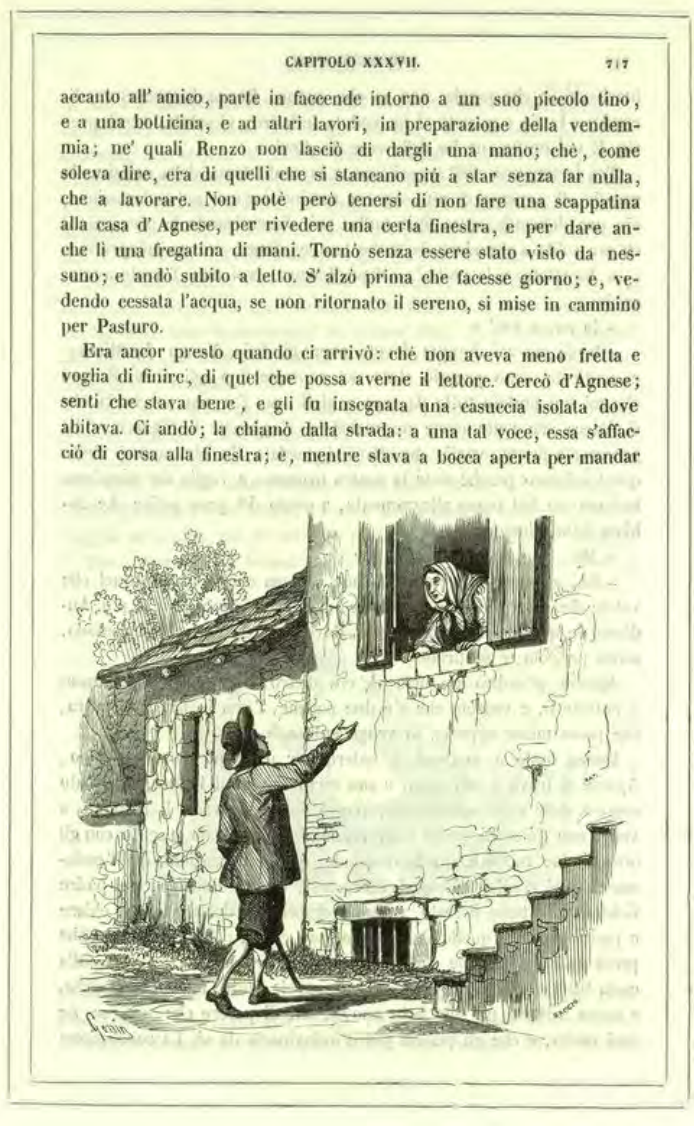 CAPITOLO XXXVII. 717
accanto all' amico, parte in faccende intorno a un suo piccolo tino,
e a una botticina, e ad altri lavori, in preparazione della vendem-
mia; ne' quali Renzo non lasciò di dargli una mano; chè, come
soleva dire, era di quelli che si stancano più a star senza far nulla,
che a lavorare. Non potè però tenersi di non fare una scappatina
alla casa d' Agnese, per rivedere una certa finestra, e per dare an-
che lì una fregatina di mani. Tornò senza essere stato visto da nes-
suno; e andò subito a letto. S' alzò prima che facesse giorno; e, ve-
dendo cessata l'acqua, se non ritornato il sereno, si mise in cammino
per Pasturo.
Era ancor presto quando ci arrivò: chè non aveva meno fretta e
voglia di finire, di quel che possa averne il lettore. Cercò d'Agnese;
sentì che stava bene, e gli fu insegnata una casuccia isolata dove
abitava. Ci andò; la chiamò dalla strada: a una tal voce, essa s'affac-
ciò di corsa alla finestra; e, mentre stava a bocca aperta per mandar
Gonin